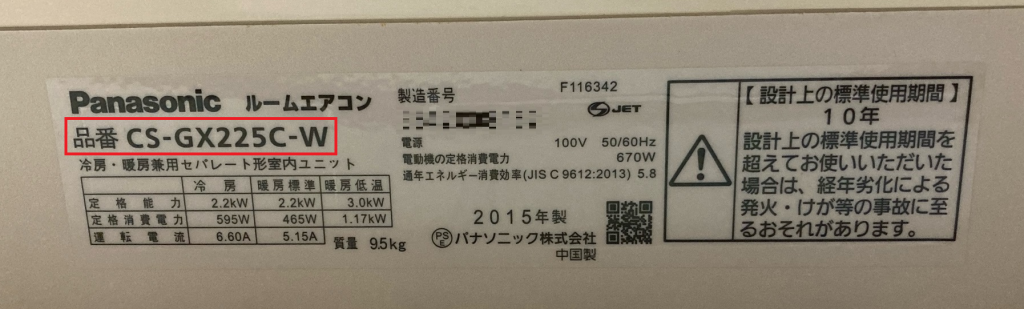 Panasonic ルームエアコン
品番 CS-GX225C-W
冷房・暖房兼用セパレート形室内ユニット
冷房 暖房標準 暖房低温
定格能力 2.2kW 2.2kW 3.0kW
定格消費電力 595W 465W 1.17kW
運転電流 6.60A 5.15A
質量 9.5kg
製造番号
F116342
JET
電源 100V 50/60Hz
電動機の定格消費電力 670W
通年エネルギー消費効率(JIS C 9612:2013) 5.8
2015年製
PSE パナソニック株式会社
中国製
【設計上の標準使用期間】
10年
設計上の標準使用期間を
超えてお使いいただいた
場合は、経年劣化による
発火・けが等の事故に至
るおそれがあります。